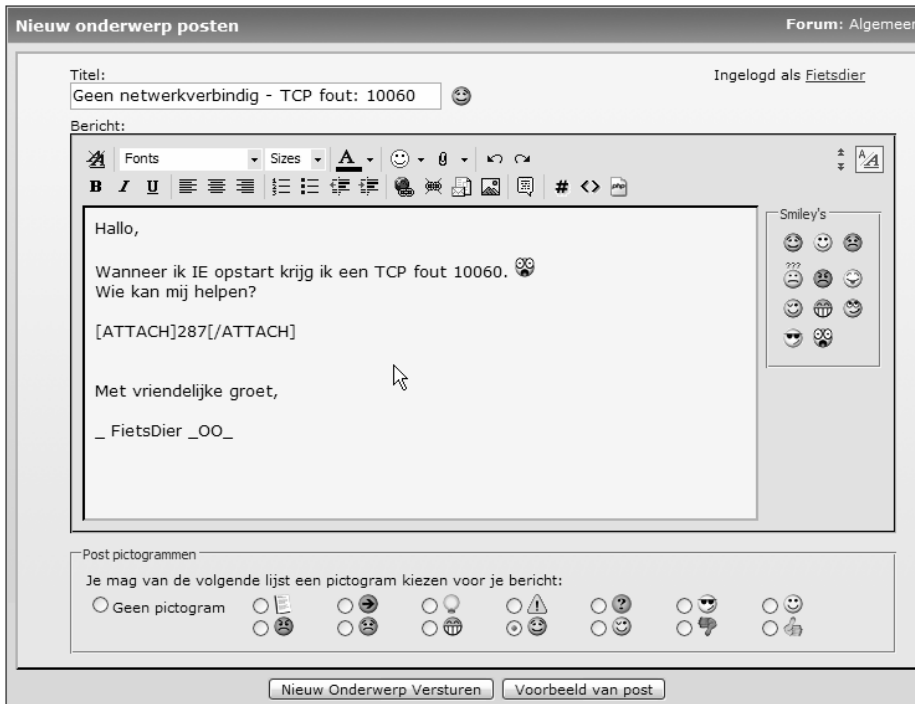 Nieuw onderwerp posten
Forum: Algemeen
Titel:
Ingelogd als Fietsdier
Geen netwerkverbindig - TCP fout: 10060
Bericht:
Fonts
Sizes
A
A/A
B I U
# <> php
Hallo,
Smiley's
Wanneer ik IE opstart krijg ik een TCP fout 10060.
???
Wie kan mij helpen?
[ATTACH]287[/ATTACH]
Met vriendelijke groet,
_ FietsDier _OO_
Post pictogrammen
Je mag van de volgende lijst een pictogram kiezen voor je bericht:
Geen pictogram
Nieuw Onderwerp Versturen
Voorbeeld van post